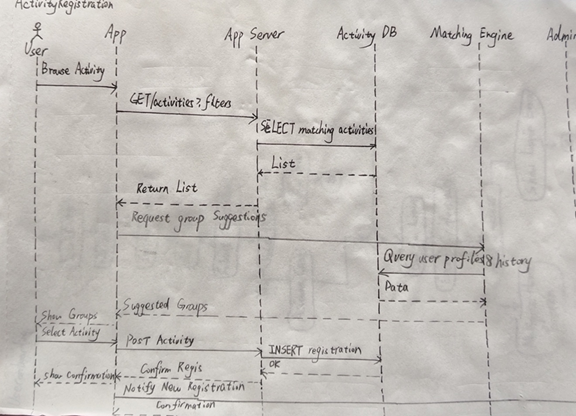 ActivityRegistration
User
App
App Server
Activity DB
Matching Engine
Admin
Browse Activity
GET/activities?filters
SELECT matching activities
List
Return List
Request group Suggestions
Query user profiles & history
Data
Suggested Groups
Show Groups
Select Activity
POST Activity
INSERT registration
OK
Confirm Regis
show confirmation
Notify New Registration
Confirmation